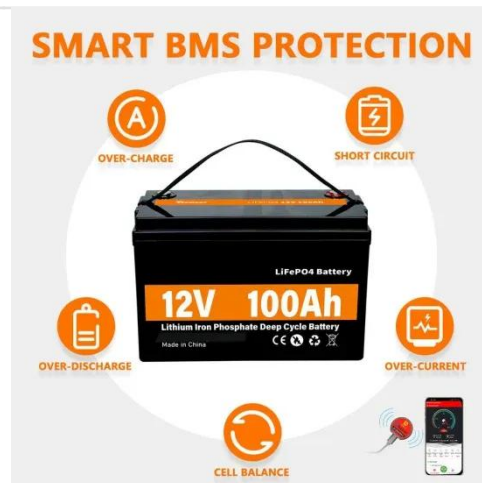 SMART BMS PROTECTION
OVER-CHARGE
SHORT CIRCUIT
LiFePO4 Battery
12V 100Ah
Lithium Iron Phosphate Deep Cycle Battery
Made in China
CE
OVER-DISCHARGE
OVER-CURRENT
CELL BALANCE